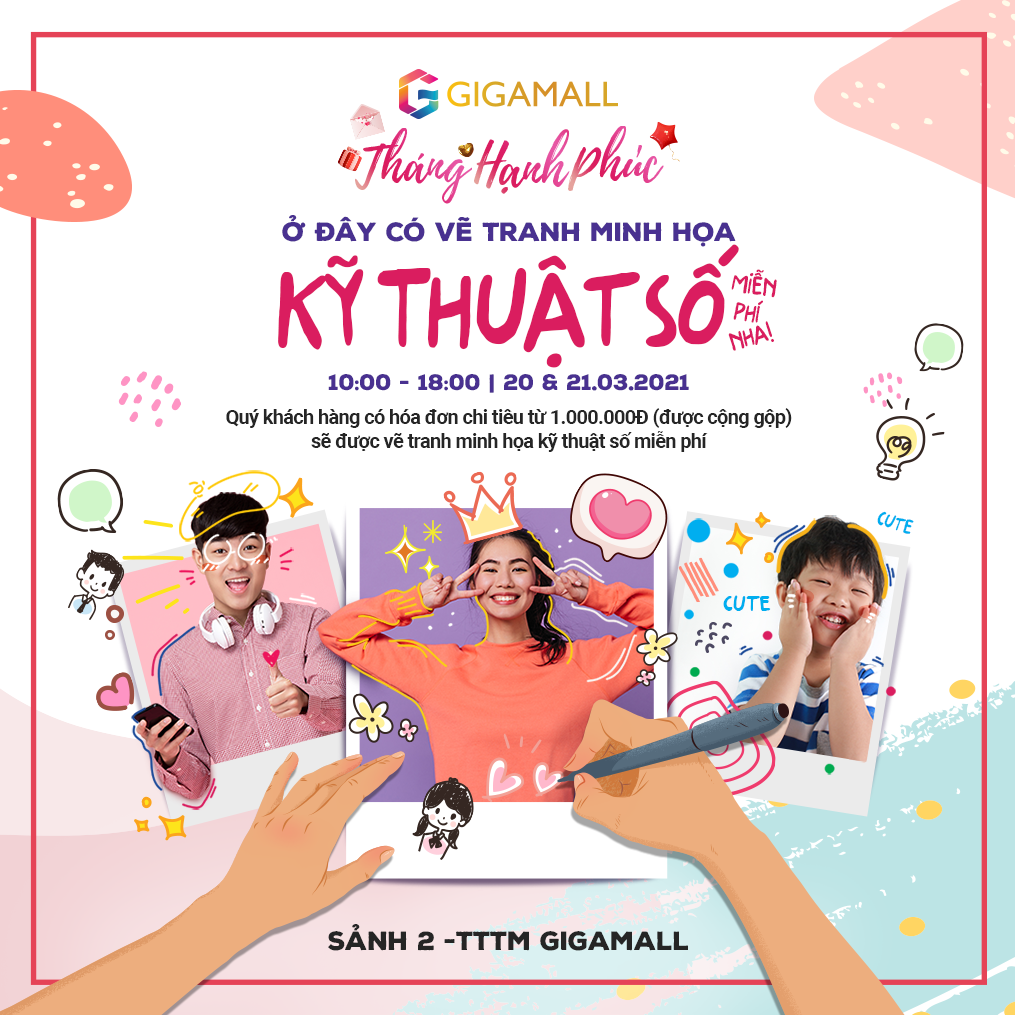 GIGAMALL
Tháng Hạnh Phúc
Ở ĐÂY CÓ VẼ TRANH MINH HỌA
KỸ THUẬT SỐ
MIỄN
PHÍ
NHA!
10:00 - 18:00 | 20 & 21.03.2021
Quý khách hàng có hóa đơn chi tiêu từ 1.000.000Đ (được cộng gộp)
sẽ được vẽ tranh minh họa kỹ thuật số miễn phí
CUTE
CUTE
SẢNH 2 -TTTM GIGAMALL